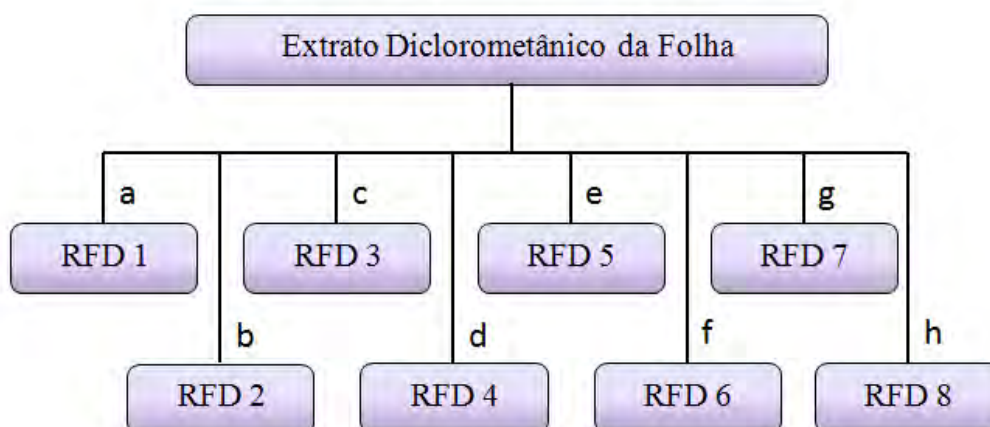 Extrato Diclorometânico da Folha
a
c
e
g
RFD 1
RFD 3
RFD 5
RFD 7
b
d
f
h
RFD 2
RFD 4
RFD 6
RFD 8